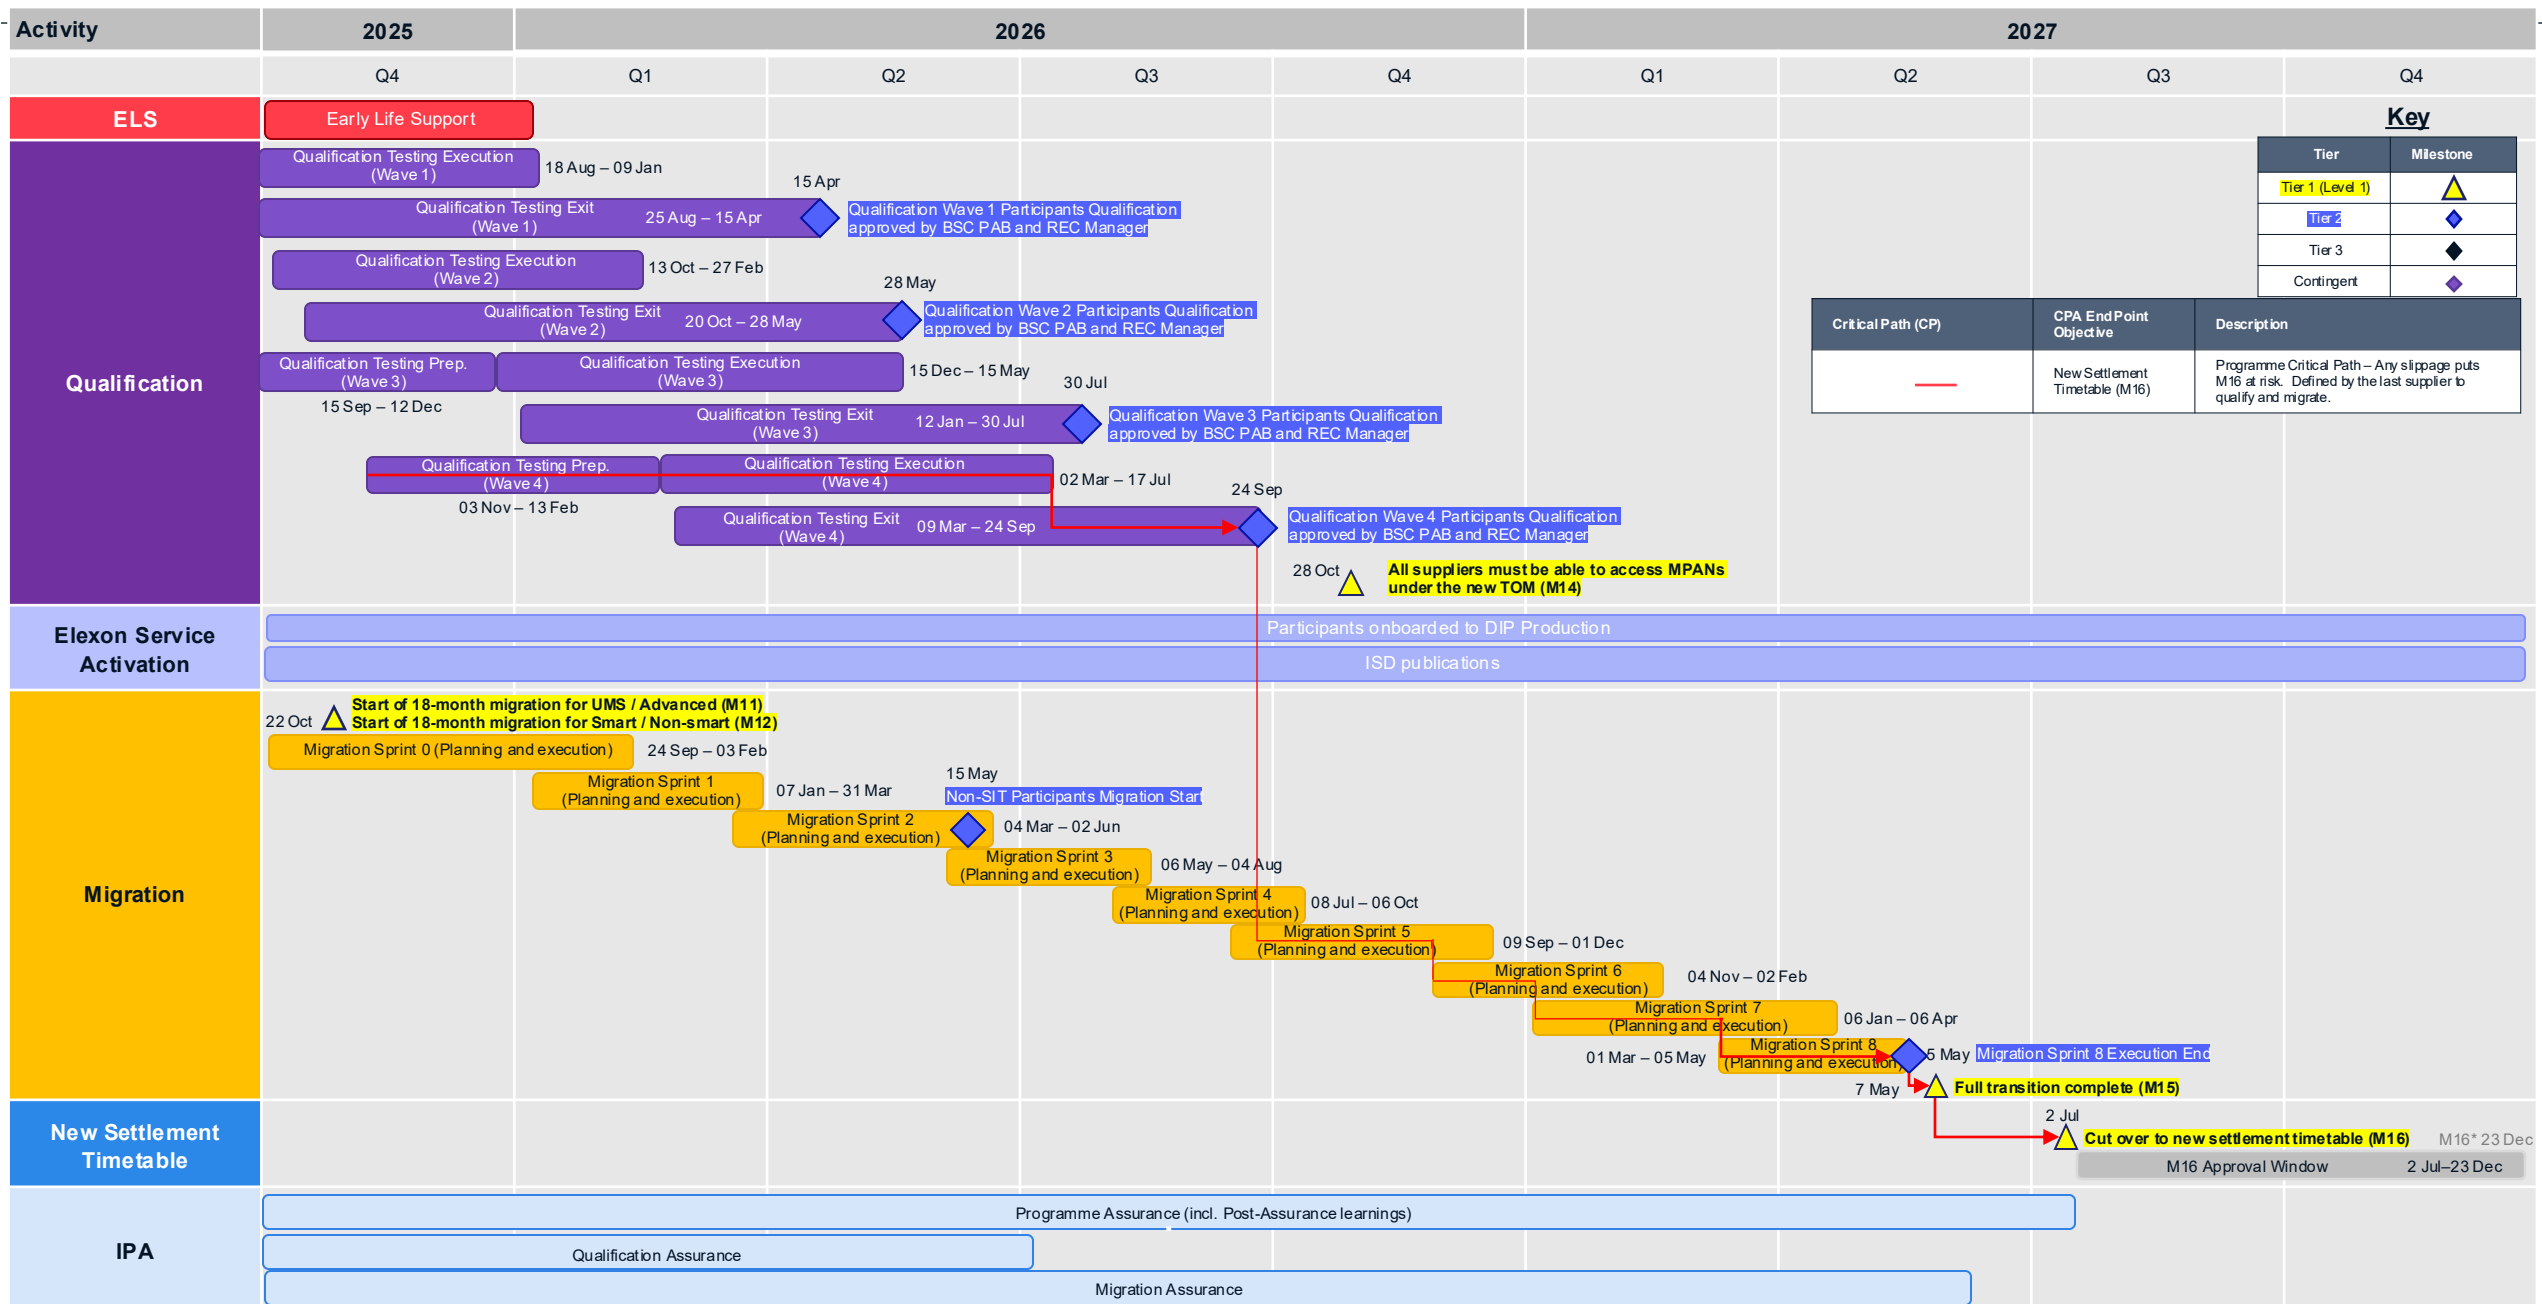 Activity
2025
2026
2027
Q4
Q1
Q2
Q3
Q4
Q1
Q2
Q3
Q4
ELS
Early Life Support
Key
Tier
Milestone
Tier 1 (Level 1)
Tier 2
Tier 3
Contingent
Critical Path (CP)
CPA End Point
Objective
Description
New Settlement
Timetable (M16)
Programme Critical Path – Any slippage puts
M16 at risk. Defined by the last supplier to
qualify and migrate.
Qualification
Qualification Testing Execution
(Wave 1)
18 Aug – 09 Jan
15 Apr
Qualification Testing Exit
(Wave 1)
25 Aug – 15 Apr
Qualification Wave 1 Participants Qualification
approved by BSC PAB and REC Manager
Qualification Testing Execution
(Wave 2)
13 Oct – 27 Feb
28 May
Qualification Testing Exit
(Wave 2)
20 Oct – 28 May
Qualification Wave 2 Participants Qualification
approved by BSC PAB and REC Manager
Qualification Testing Prep.
(Wave 3)
Qualification Testing Execution
(Wave 3)
15 Dec – 15 May
15 Sep – 12 Dec
30 Jul
Qualification Testing Exit
(Wave 3)
12 Jan – 30 Jul
Qualification Wave 3 Participants Qualification
approved by BSC PAB and REC Manager
Qualification Testing Prep.
(Wave 4)
Qualification Testing Execution
(Wave 4)
02 Mar – 17 Jul
03 Nov – 13 Feb
24 Sep
Qualification Testing Exit
(Wave 4)
09 Mar – 24 Sep
Qualification Wave 4 Participants Qualification
approved by BSC PAB and REC Manager
28 Oct
All suppliers must be able to access MPANs
under the new TOM (M14)
Elexon Service
Activation
Participants onboarded to DIP Production
ISD publications
Migration
22 Oct
Start of 18-month migration for UMS / Advanced (M11)
Start of 18-month migration for Smart / Non-smart (M12)
Migration Sprint 0 (Planning and execution)
24 Sep – 03 Feb
Migration Sprint 1
(Planning and execution)
07 Jan – 31 Mar
15 May
Non-SIT Participants Migration Start
Migration Sprint 2
(Planning and execution)
04 Mar – 02 Jun
Migration Sprint 3
(Planning and execution)
06 May – 04 Aug
Migration Sprint 4
(Planning and execution)
08 Jul – 06 Oct
Migration Sprint 5
(Planning and execution)
09 Sep – 01 Dec
Migration Sprint 6
(Planning and execution)
04 Nov – 02 Feb
Migration Sprint 7
(Planning and execution)
06 Jan – 06 Apr
01 Mar – 05 May
Migration Sprint 8
(Planning and execution)
5 May
Migration Sprint 8 Execution End
7 May
Full transition complete (M15)
New Settlement
Timetable
2 Jul
Cut over to new settlement timetable (M16)
M16* 23 Dec
M16 Approval Window
2 Jul–23 Dec
IPA
Programme Assurance (incl. Post-Assurance learnings)
Qualification Assurance
Migration Assurance